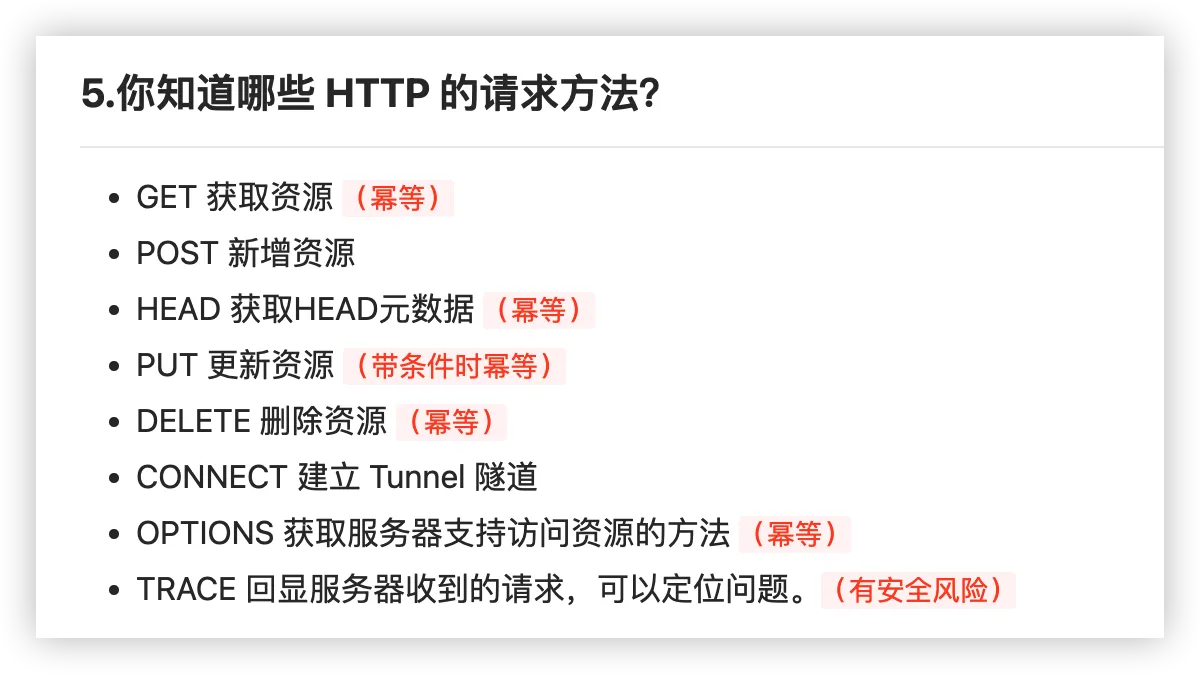 5.你知道哪些 HTTP 的请求方法？
• GET 获取资源（幂等）
• POST 新增资源
• HEAD 获取HEAD元数据（幂等）
• PUT 更新资源（带条件时幂等）
• DELETE 删除资源（幂等）
• CONNECT 建立 Tunnel 隧道
• OPTIONS 获取服务器支持访问资源的方法（幂等）
• TRACE 回显服务器收到的请求，可以定位问题。（有安全风险）